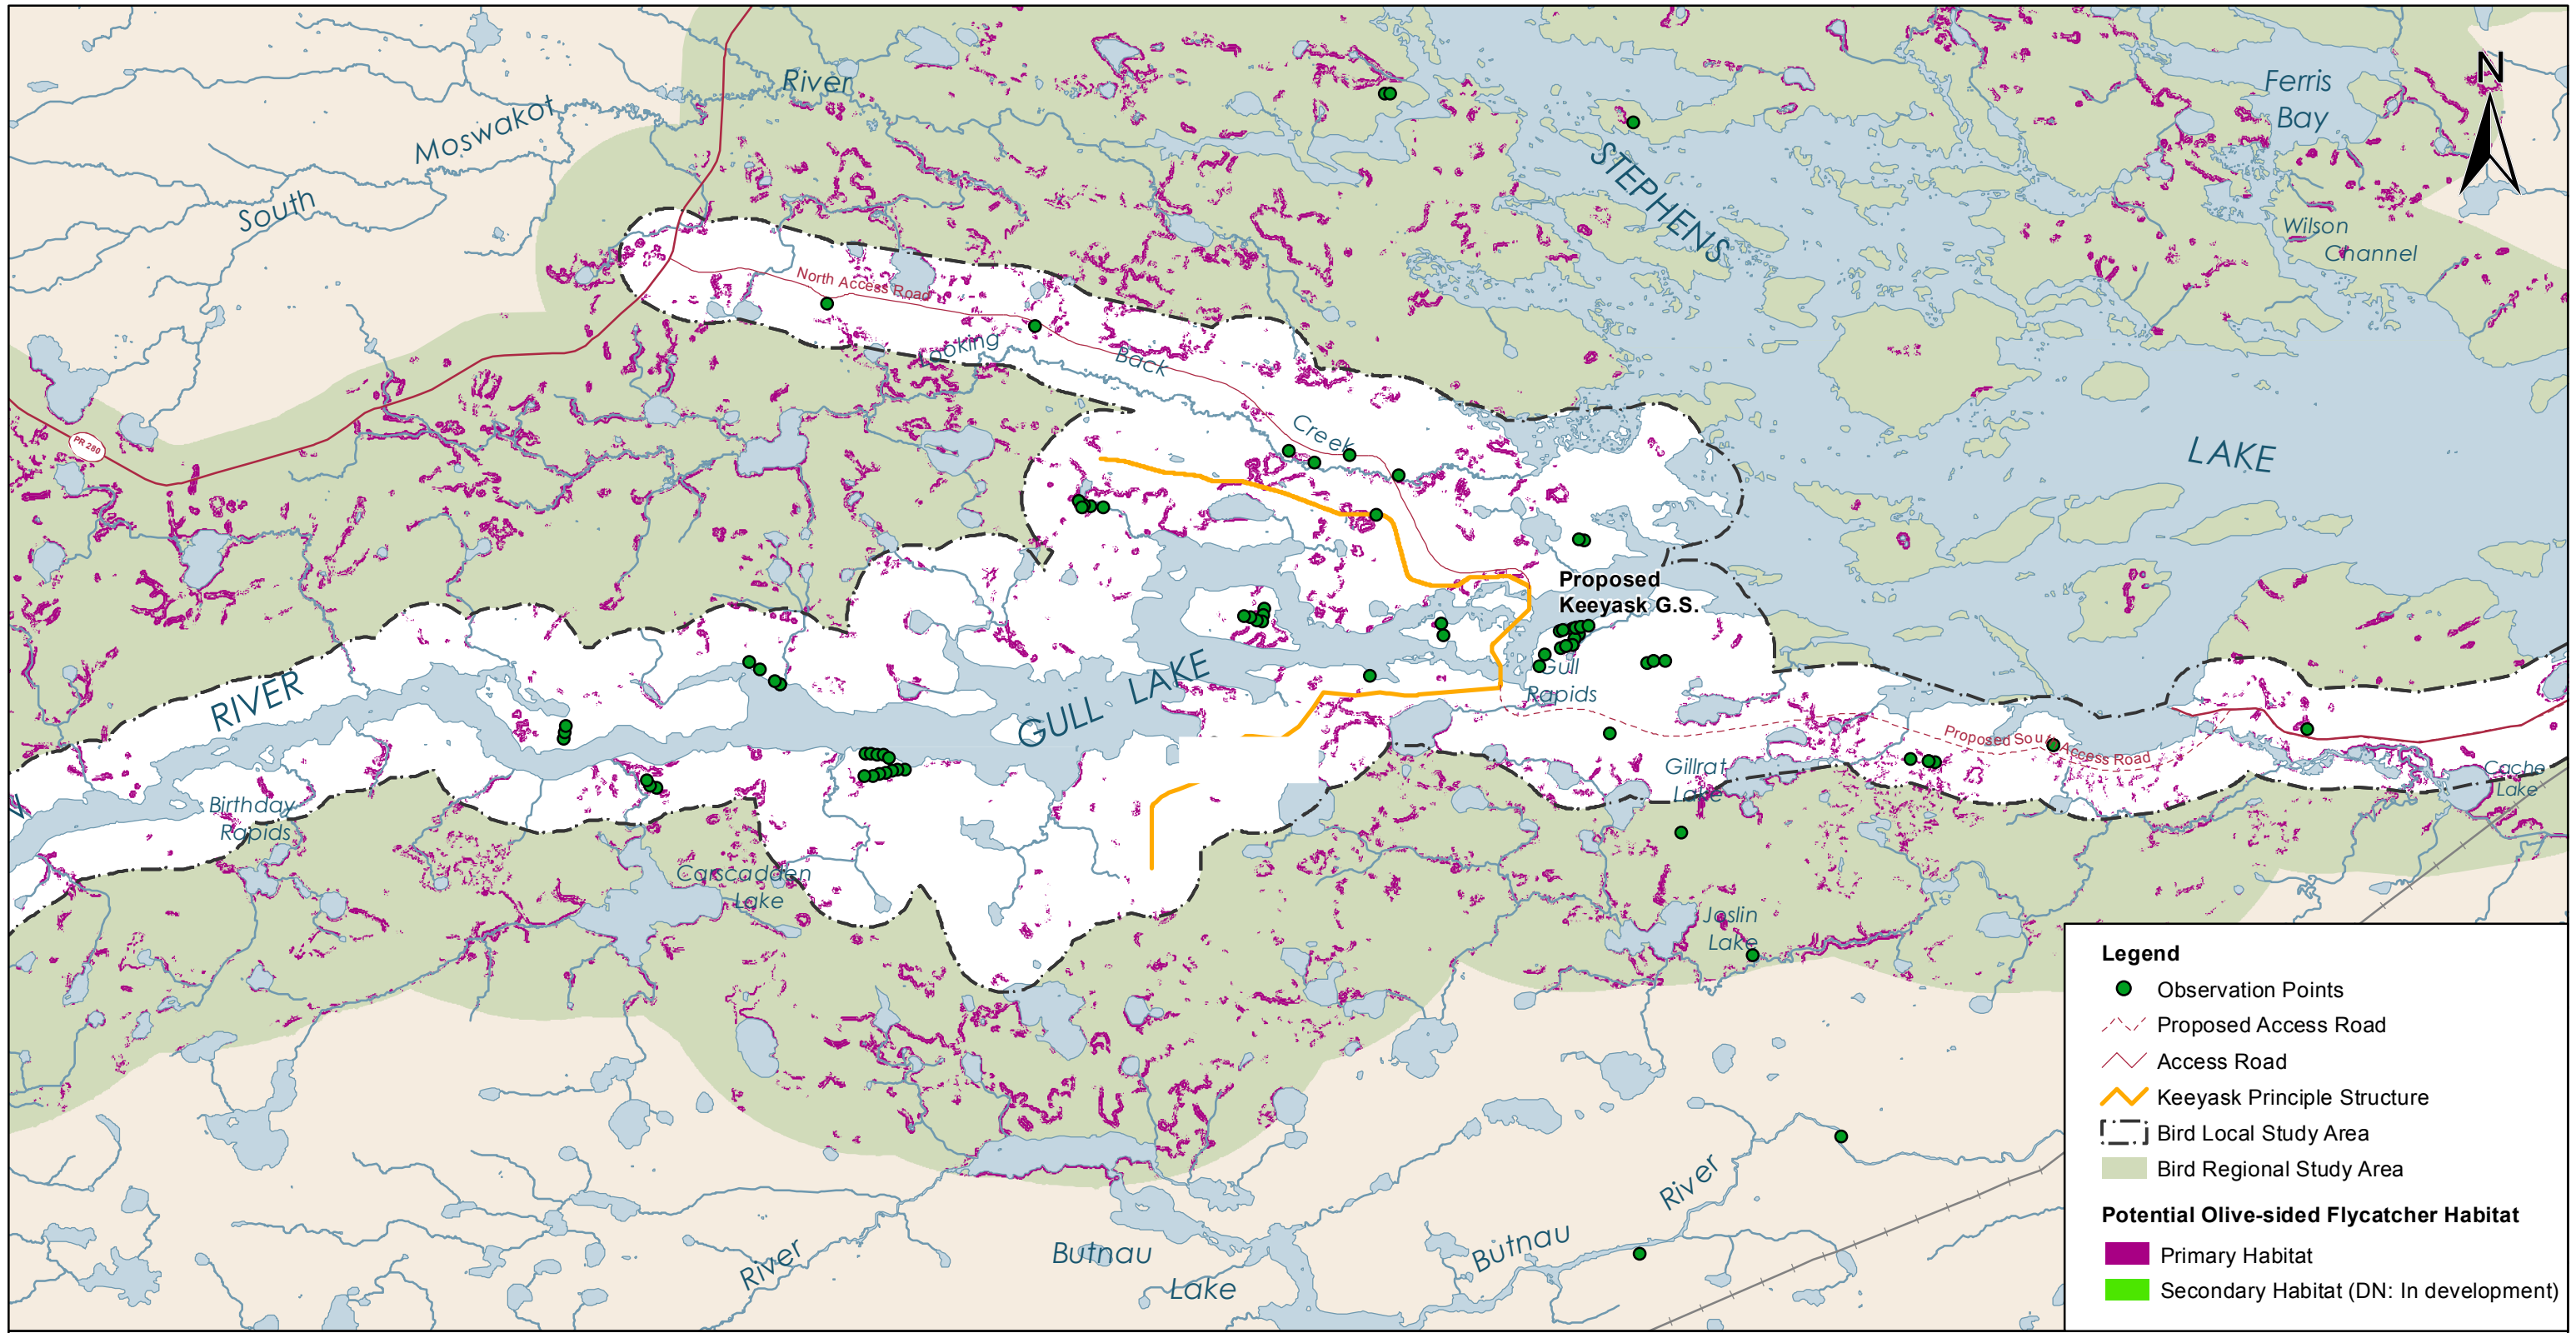 River
Moswakot
South
Ferris
Bay
N
STEPHENS
Wilson
Channel
North Access Road
Looking
Back
Creek
PR 280
LAKE
Proposed
Keeyask G.S.
RIVER
GULL LAKE
Gull
Rapids
Proposed South Access Road
Gillrat
Lake
Cache
Lake
Birthday
Rapids
Carscadden
Lake
Joslin
Lake
River
Butnau
Lake
Butnau
River
Legend
Observation Points
Proposed Access Road
Access Road
Keeyask Principle Structure
Bird Local Study Area
Bird Regional Study Area
Potential Olive-sided Flycatcher Habitat
Primary Habitat
Secondary Habitat (DN: In development)